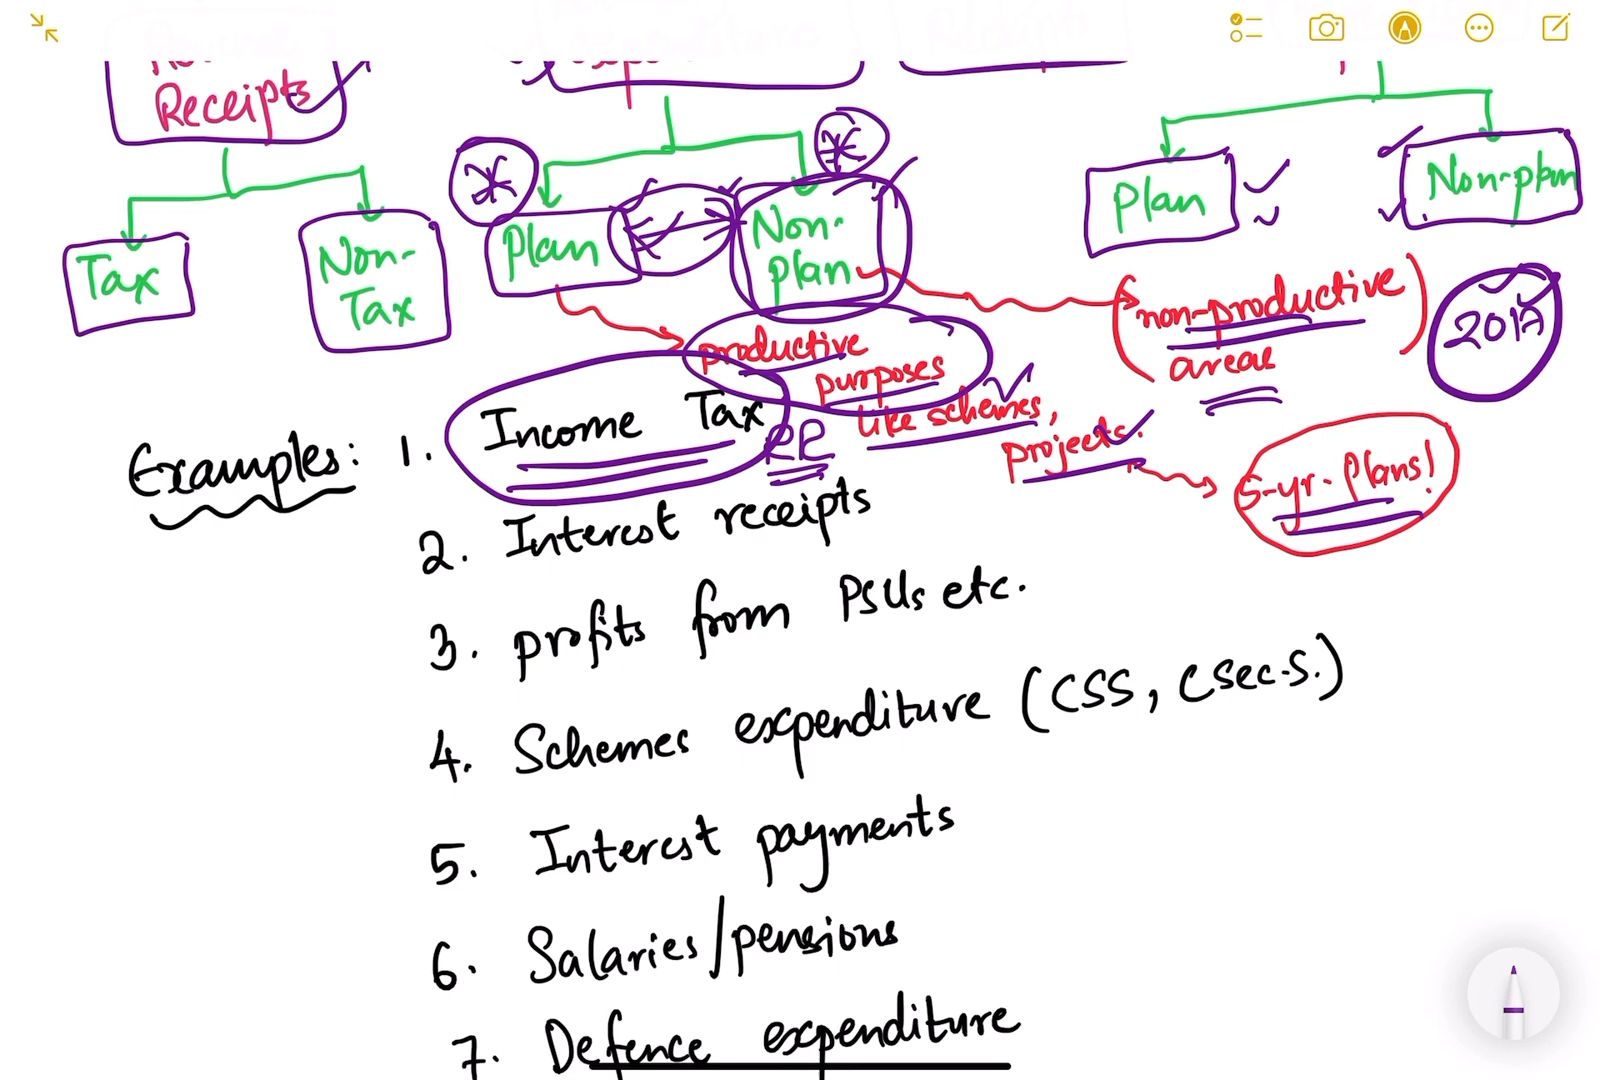 Receipts
Tax
Non-
Tax
Plan
Non-
plan
Plan
Non-plan
productive
purposes
like schemes,
projects.
(non-productive)
areas
2017
5-yr. Plans!
Examples: 1. Income Tax
2. Interest receipts
3. profits from PSUs etc.
4. Schemes expenditure (CSS, CSec.S.)
5. Interest payments
6. Salaries/pensions
7. Defence expenditure